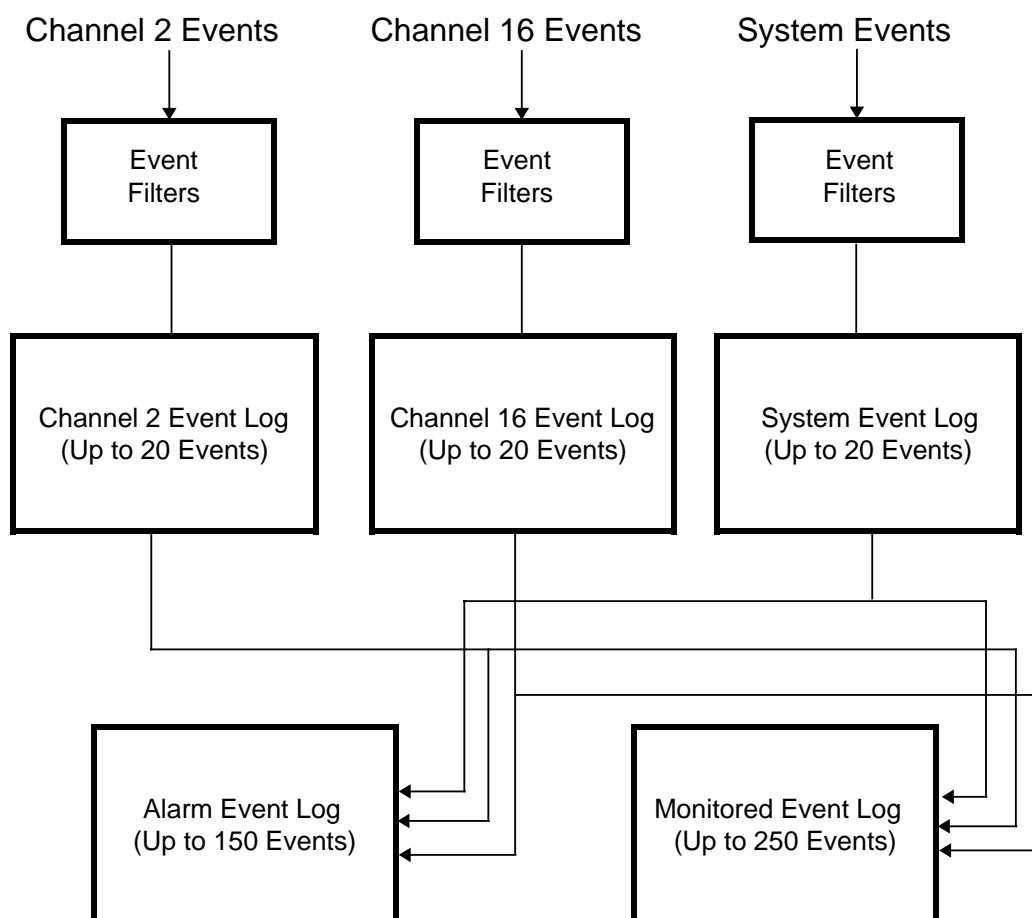 Channel 2 Events
Channel 16 Events
System Events
Event
Filters
Event
Filters
Event
Filters
Channel 2 Event Log
(Up to 20 Events)
Channel 16 Event Log
(Up to 20 Events)
System Event Log
(Up to 20 Events)
Alarm Event Log
(Up to 150 Events)
Monitored Event Log
(Up to 250 Events)